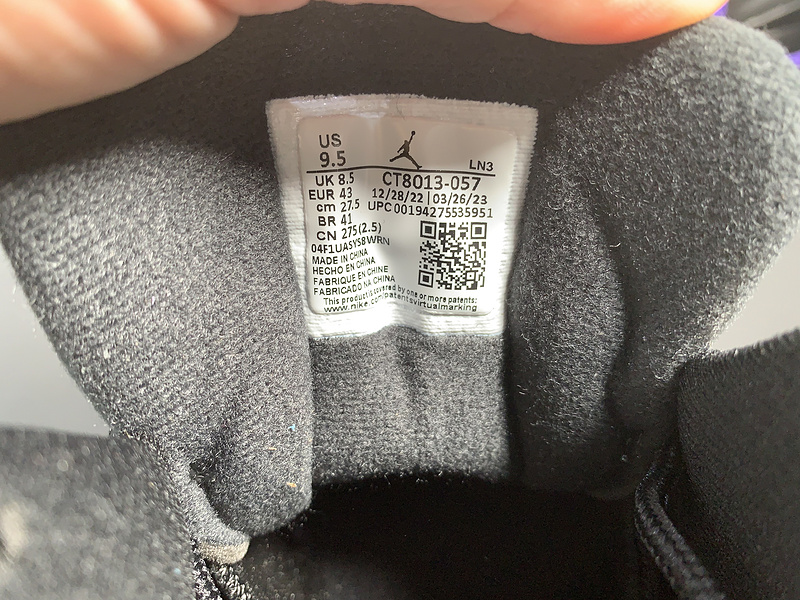 US
9.5
LN3
UK 8.5 CT8013-057
EUR 43 12/28/22 | 03/26/23
cm 27.5 UPC 00194275535951
BR 41
CN 275(2.5)
04F1UASYS8WRN
MADE IN CHINA
HECHO EN CHINA
FABRIQUE EN CHINE
FABRICADO NA CHINA
This product is covered by one or more patents:
www.nike.com/patentsvirtualmarking